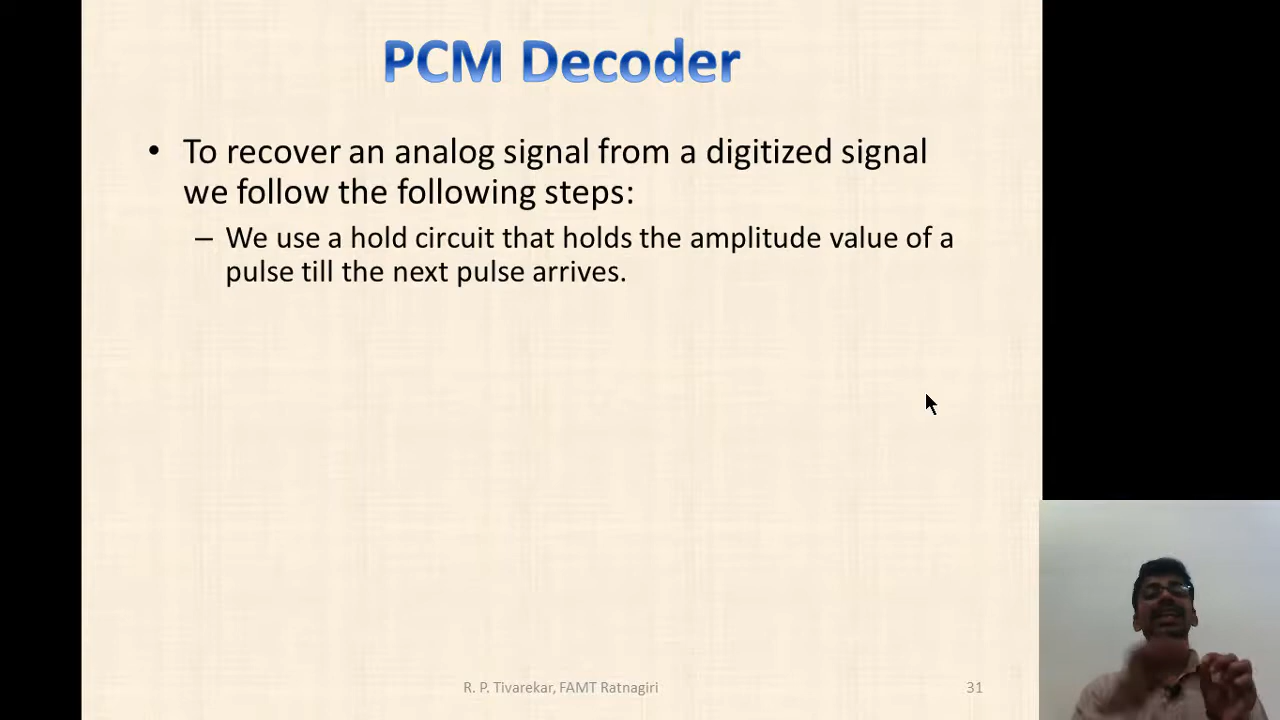 PCM Decoder
• To recover an analog signal from a digitized signal
we follow the following steps:
– We use a hold circuit that holds the amplitude value of a
pulse till the next pulse arrives.
R. P. Tivarekar, FAMT Ratnagiri
31